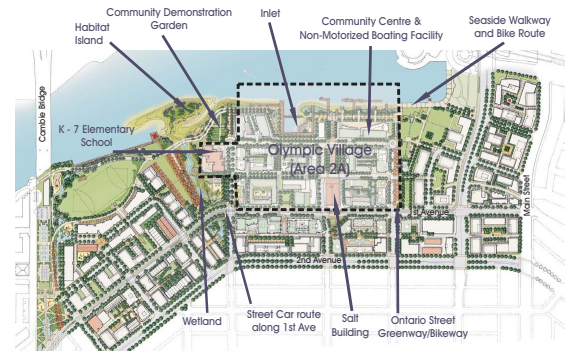 Community Demonstration
Garden
Habitat
Island
Inlet
Community Centre &
Non-Motorized Boating Facility
Seaside Walkway
and Bike Route
Cambie Bridge
K - 7 Elementary
School
Olympic Village
(Area 2A)
Main Street
1st Avenue
2nd Avenue
Wetland
Street Car route
along 1st Ave
Salt
Building
Ontario Street
Greenway/Bikeway